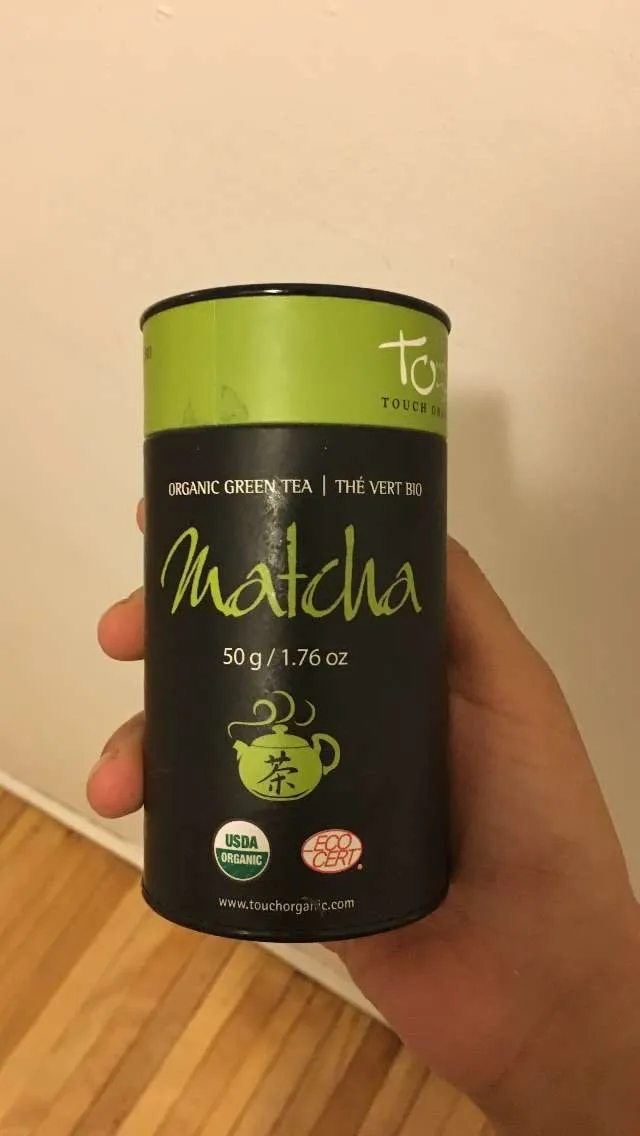 To
TOUCH
ORGANIC GREEN TEA | THÉ VERT BIO
Matcha
50 g / 1.76 oz
茶
USDA
ORGANIC
ECO
CERT
®
www.touchorganic.com